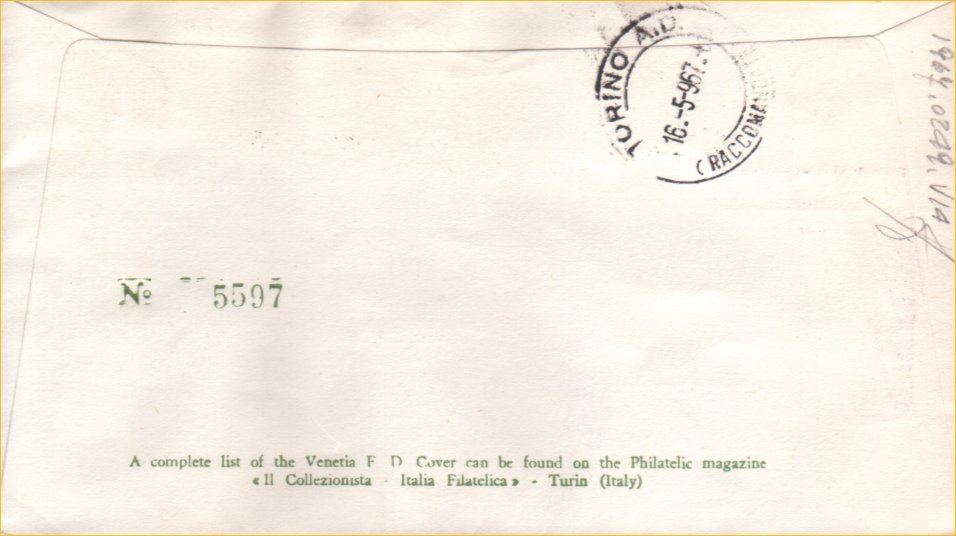 TORINO A.D.
16.-5-967.
(RACCOMAN
No 5597
A complete list of the Venetia F D Cover can be found on the Philatelic magazine
« Il Collezionista - Italia Filatelica » - Turin (Italy)